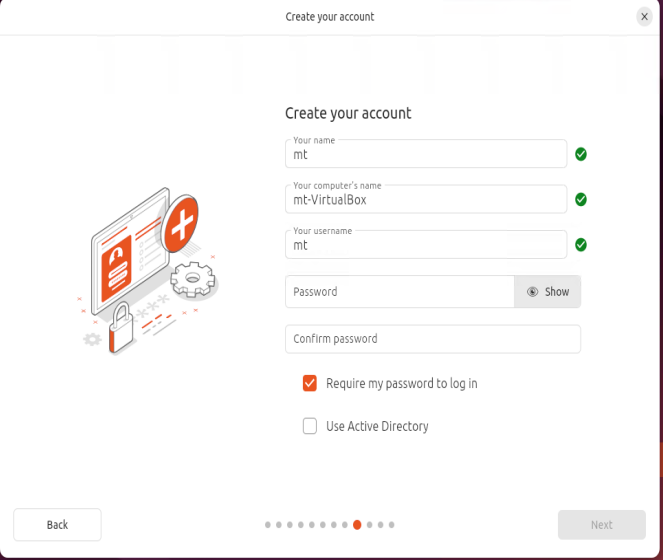 Create your account
Create your account
Your name
mt
Your computer's name
mt-VirtualBox
Your username
mt
Password
Show
Confirm password
Require my password to log in
Use Active Directory
Back
Next